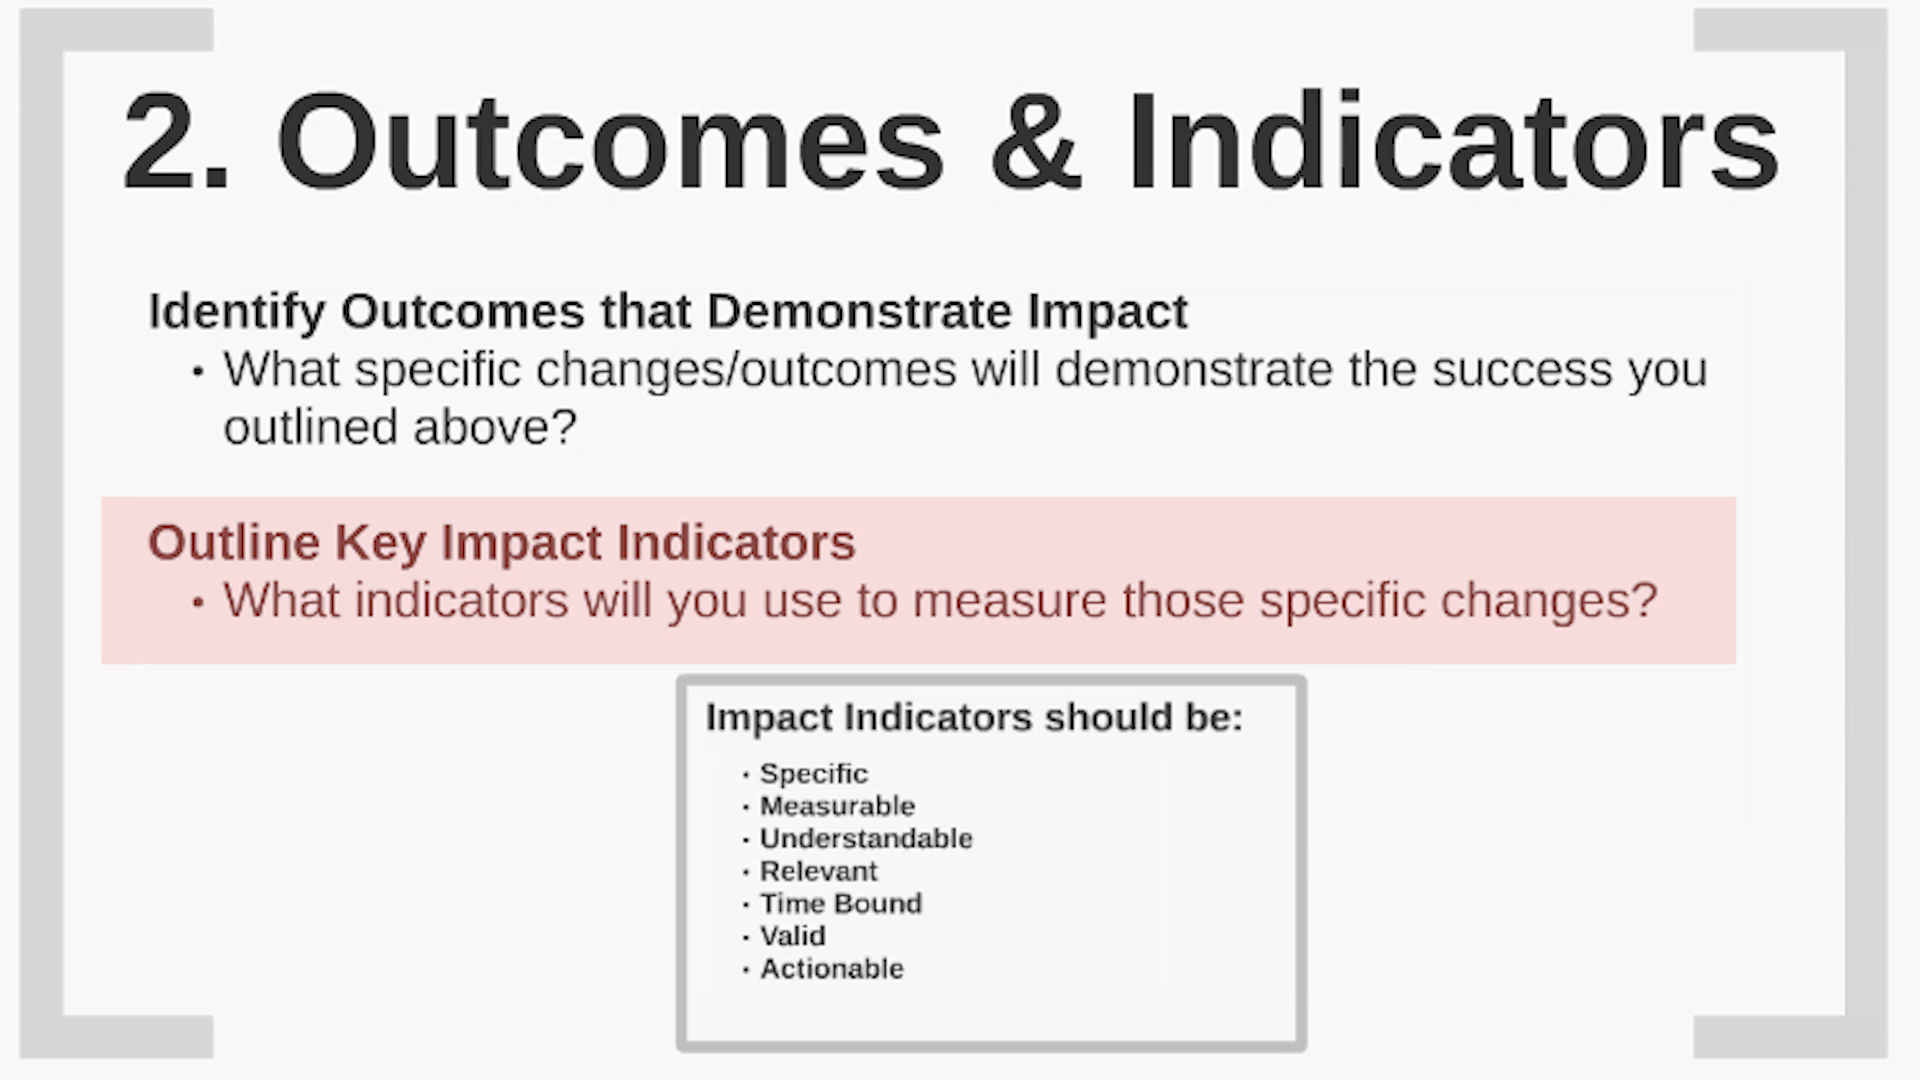 2. Outcomes & Indicators
Identify Outcomes that Demonstrate Impact
• What specific changes/outcomes will demonstrate the success you
outlined above?
Outline Key Impact Indicators
• What indicators will you use to measure those specific changes?
Impact Indicators should be:
• Specific
• Measurable
• Understandable
• Relevant
• Time Bound
• Valid
• Actionable